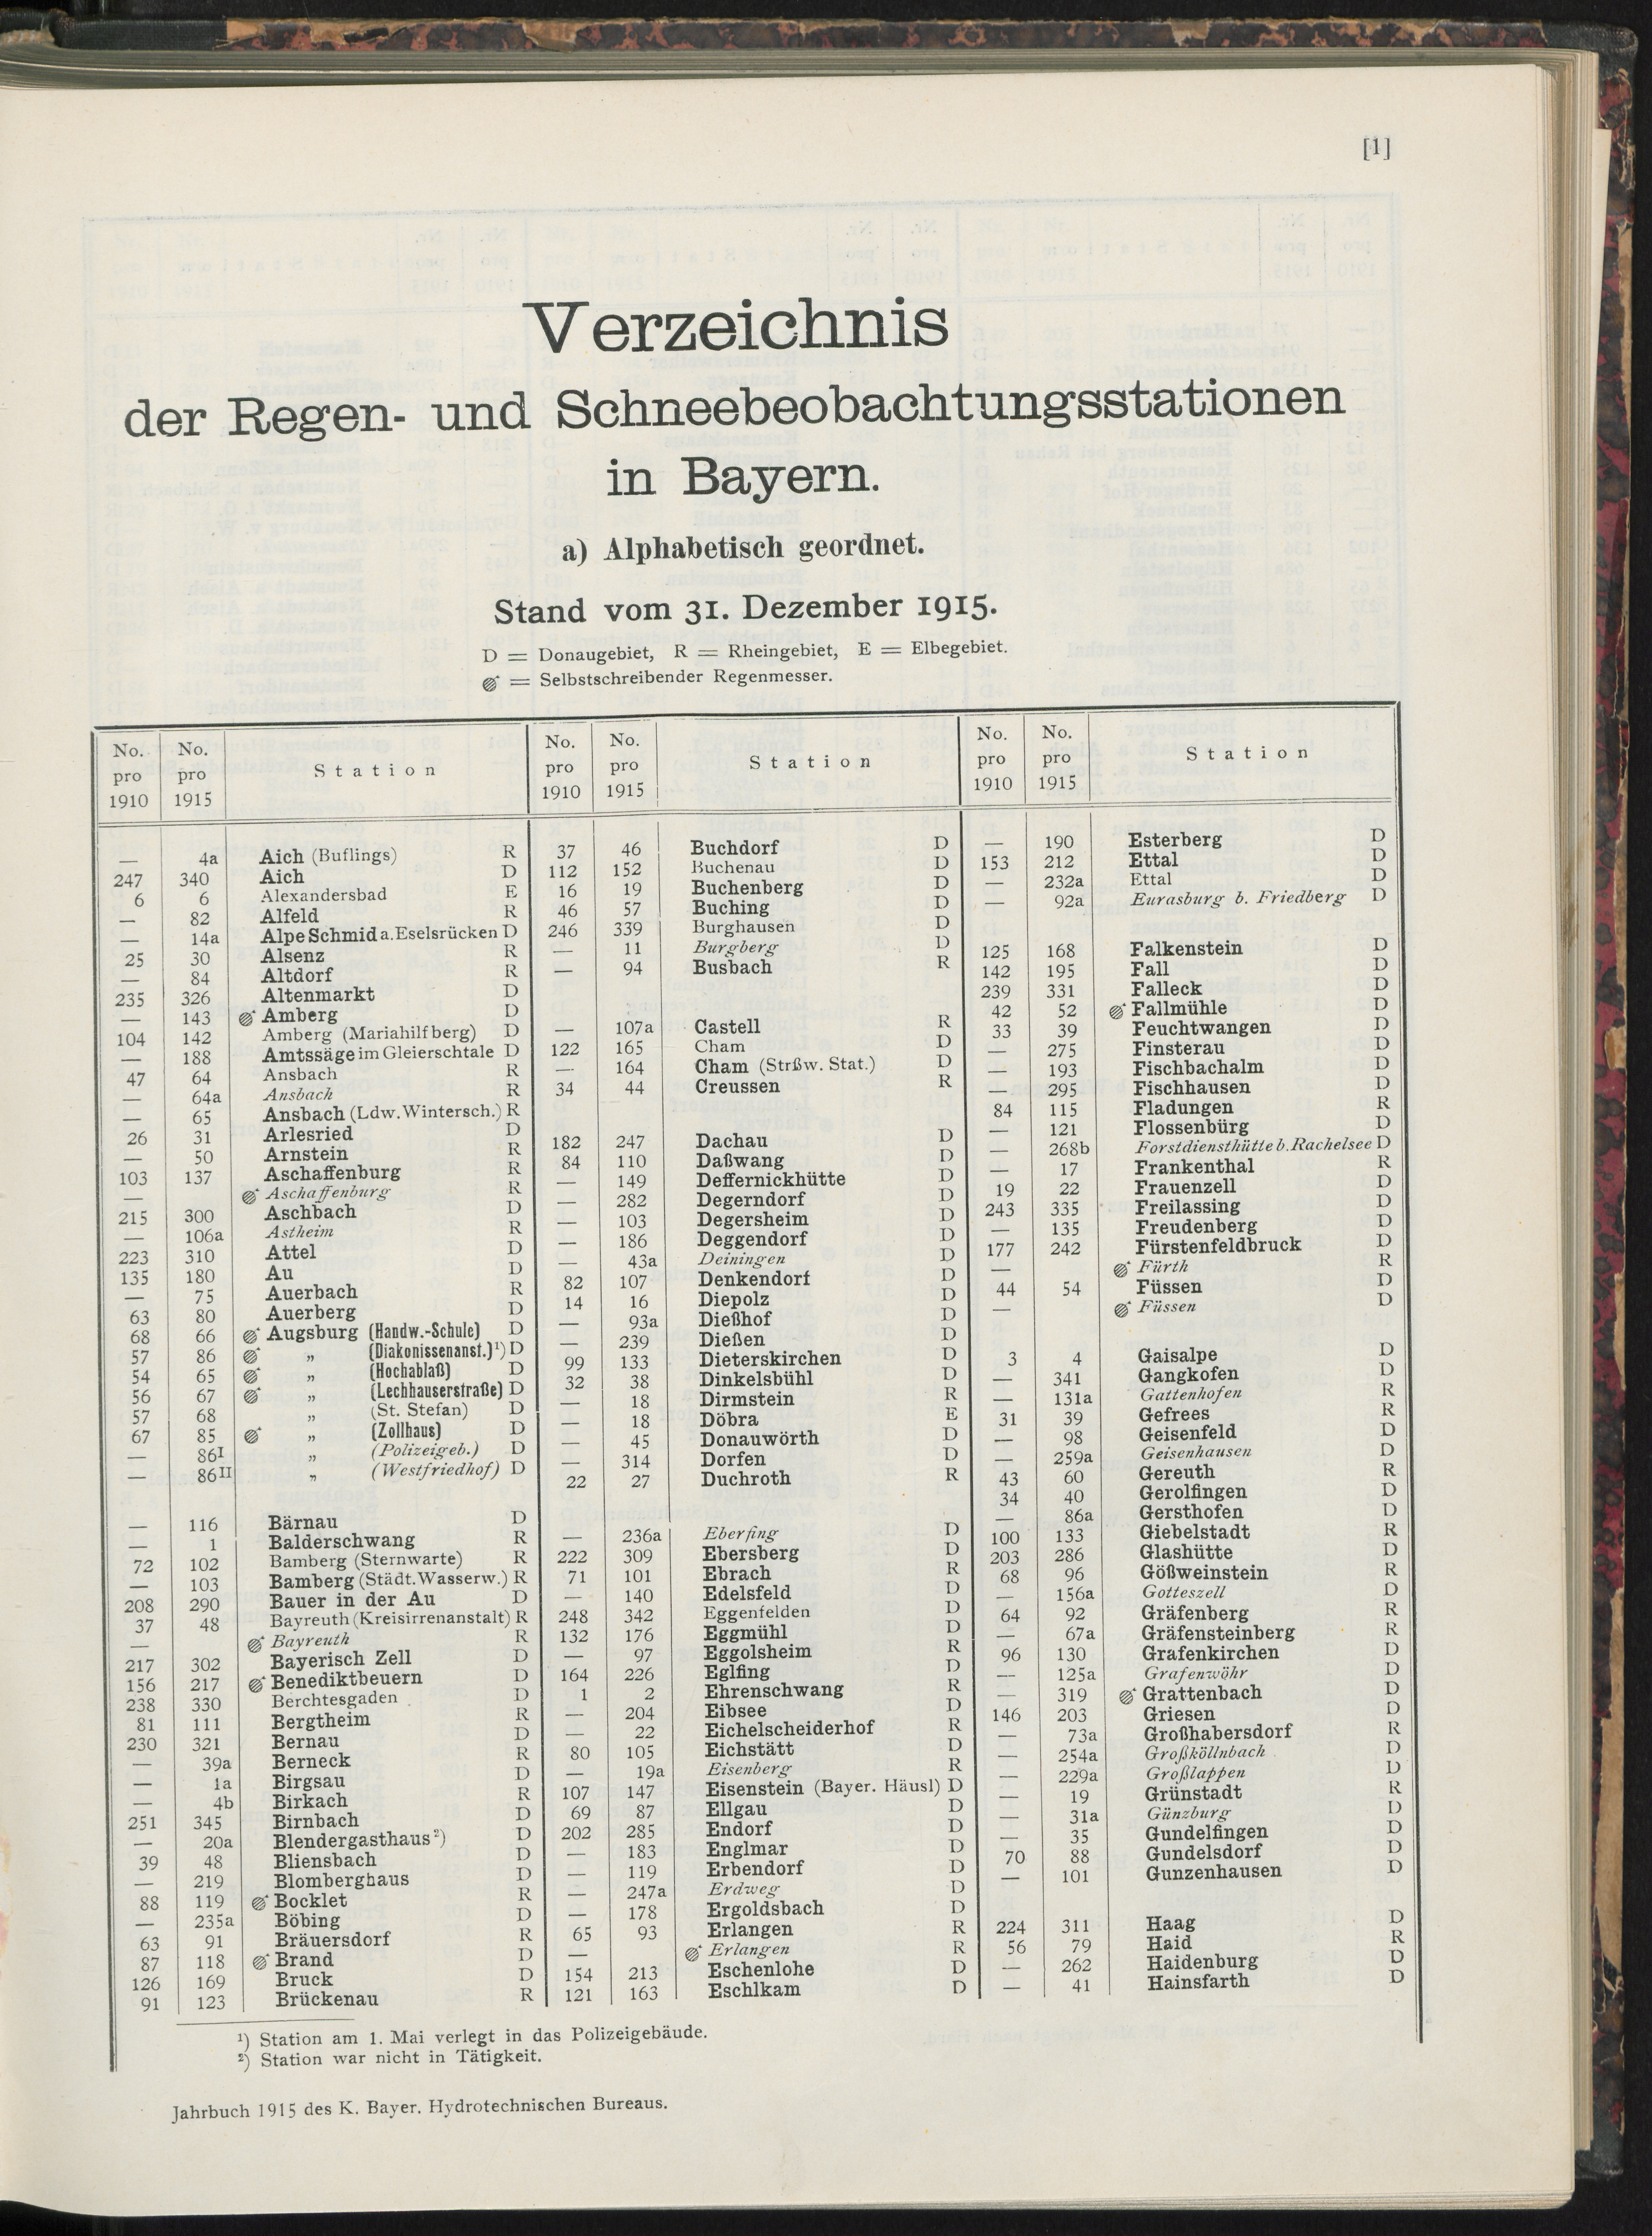 [1]
Verzeichnis
der Regen- und Schneebeobachtungsstationen
in Bayern.
a) Alphabetisch geordnet.
Stand vom 31. Dezember 1915.
D = Donaugebiet, R = Rheingebiet, E = Elbegebiet.
= Selbstschreibender Regenmesser.
No. pro 1910 No. pro 1915 Station
— 4a Aich (Buflings) R
247 340 Aich D
6 6 Alexandersbad E
— 82 Alfeld R
— 14a Alpe Schmid a. Eselsrücken D
25 30 Alsenz R
— 84 Altdorf R
235 326 Altenmarkt D
— 143 Amberg D
104 142 Amberg (Mariahilfberg) D
— 188 Amtssäge im Gleierschtale D
47 64 Ansbach R
— 64a Ansbach R
— 65 Ansbach (Ldw. Wintersch.) R
26 31 Arlesried D
— 50 Arnstein R
103 137 Aschaffenburg R
— Aschaffenburg R
215 300 Aschbach D
— 106a Astheim R
223 310 Attel D
135 180 Au D
— 75 Auerbach R
63 80 Auerberg D
68 66 Augsburg (Handw.-Schule) D
57 86 „ (Diakonissenanst.)¹) D
54 65 „ (Hochablaß) D
56 67 „ (Lechhauserstraße) D
57 68 „ (St. Stefan) D
67 85 „ (Zollhaus) D
— 86I „ (Polizeigeb.) D
— 86II „ (Westfriedhof) D
— 116 Bärnau D
— 1 Balderschwang R
72 102 Bamberg (Sternwarte) R
— 103 Bamberg (Städt. Wasserw.) R
208 290 Bauer in der Au D
37 48 Bayreuth (Kreisirrenanstalt) R
— Bayreuth R
217 302 Bayerisch Zell D
156 217 Benediktbeuern D
238 330 Berchtesgaden D
81 111 Bergtheim R
230 321 Bernau D
— 39a Berneck R
— 1a Birgsau D
— 4b Birkach R
251 345 Birnbach D
— 20a Blendergasthaus²) D
39 48 Bliensbach D
— 219 Blomberghaus D
88 119 Bocklet R
— 235a Böbing D
63 91 Bräuersdorf R
87 118 Brand D
126 169 Bruck D
91 123 Brückenau R
No. pro 1910 No. pro 1915 Station
37 46 Buchdorf D
112 152 Buchenau D
16 19 Buchenberg D
46 57 Buching D
246 339 Burghausen D
— 11 Burgberg D
— 94 Busbach R
— 107a Castell R
122 165 Cham D
— 164 Cham (Strßw. Stat.) D
34 44 Creussen R
182 247 Dachau D
84 110 Daßwang D
— 149 Deffernickhütte D
— 282 Degerndorf D
— 103 Degersheim D
— 186 Deggendorf D
— 43a Deiningen D
82 107 Denkendorf D
14 16 Diepolz D
— 93a Dießhof D
— 239 Dießen D
99 133 Dieterskirchen D
32 38 Dinkelsbühl D
— 18 Dirmstein R
— 18 Döbra E
— 45 Donauwörth D
— 314 Dorfen D
22 27 Duchroth R
— 236a Eberfing D
222 309 Ebersberg D
71 101 Ebrach R
— 140 Edelsfeld D
248 342 Eggenfelden D
132 176 Eggmühl D
— 97 Eggolsheim R
164 226 Eglfing D
1 2 Ehrenschwang R
— 204 Eibsee D
— 22 Eichelscheiderhof R
80 105 Eichstätt D
— 19a Eisenberg R
107 147 Eisenstein (Bayer. Häusl) D
69 87 Ellgau D
202 285 Endorf D
— 183 Englmar D
— 119 Erbendorf D
— 247a Erdweg D
— 178 Ergoldsbach D
65 93 Erlangen R
— Erlangen R
154 213 Eschenlohe D
121 163 Eschlkam D
No. pro 1910 No. pro 1915 Station
— 190 Esterberg D
153 212 Ettal D
— 232a Ettal D
— 92a Eurasburg b. Friedberg D
125 168 Falkenstein D
142 195 Fall D
239 331 Falleck D
42 52 Fallmühle D
33 39 Feuchtwangen D
— 275 Finsterau D
— 193 Fischbachalm D
— 295 Fischhausen D
84 115 Fladungen R
— 121 Flossenbürg D
— 268b Forstdiensthütte b. Rachelsee D
— 17 Frankenthal R
19 22 Frauenzell D
243 335 Freilassing D
— 135 Freudenberg D
177 242 Fürstenfeldbruck D
— Fürth R
44 54 Füssen D
— Füssen D
3 4 Gaisalpe D
— 341 Gangkofen D
— 131a Gattenhofen R
31 39 Gefrees R
— 98 Geisenfeld D
— 259a Geisenhausen D
43 60 Gereuth R
34 40 Gerolfingen D
— 86a Gersthofen D
100 133 Giebelstadt R
203 286 Glashütte D
68 96 Gößweinstein R
— 156a Gotteszell D
64 92 Gräfenberg R
— 67a Gräfensteinberg R
96 130 Grafenkirchen D
— 125a Grafenwöhr D
— 319 Grattenbach D
146 203 Griesen D
— 73a Großhabersdorf R
— 254a Großköllnbach D
— 229a Großlappen D
— 19 Grünstadt R
— 31a Günzburg D
— 35 Gundelfingen D
70 88 Gundelsdorf D
— 101 Gunzenhausen D
224 311 Haag D
56 79 Haid R
— 262 Haidenburg D
— 41 Hainsfarth D
¹) Station am 1. Mai verlegt in das Polizeigebäude.
²) Station war nicht in Tätigkeit.
Jahrbuch 1915 des K. Bayer. Hydrotechnischen Bureaus.